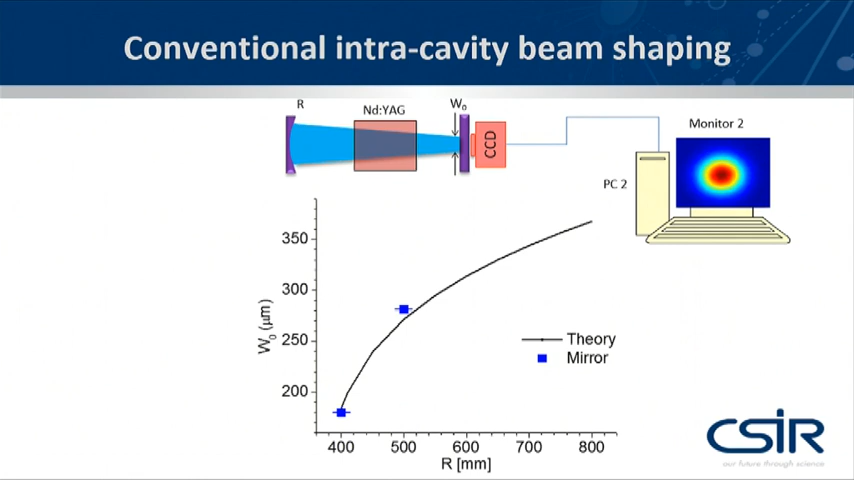 Conventional intra-cavity beam shaping
R
Nd:YAG
W0
CCD
Monitor 2
PC 2
350
300
250
200
W0 (μm)
Theory
Mirror
400 500 600 700 800
R [mm]
CSIR
our future through science